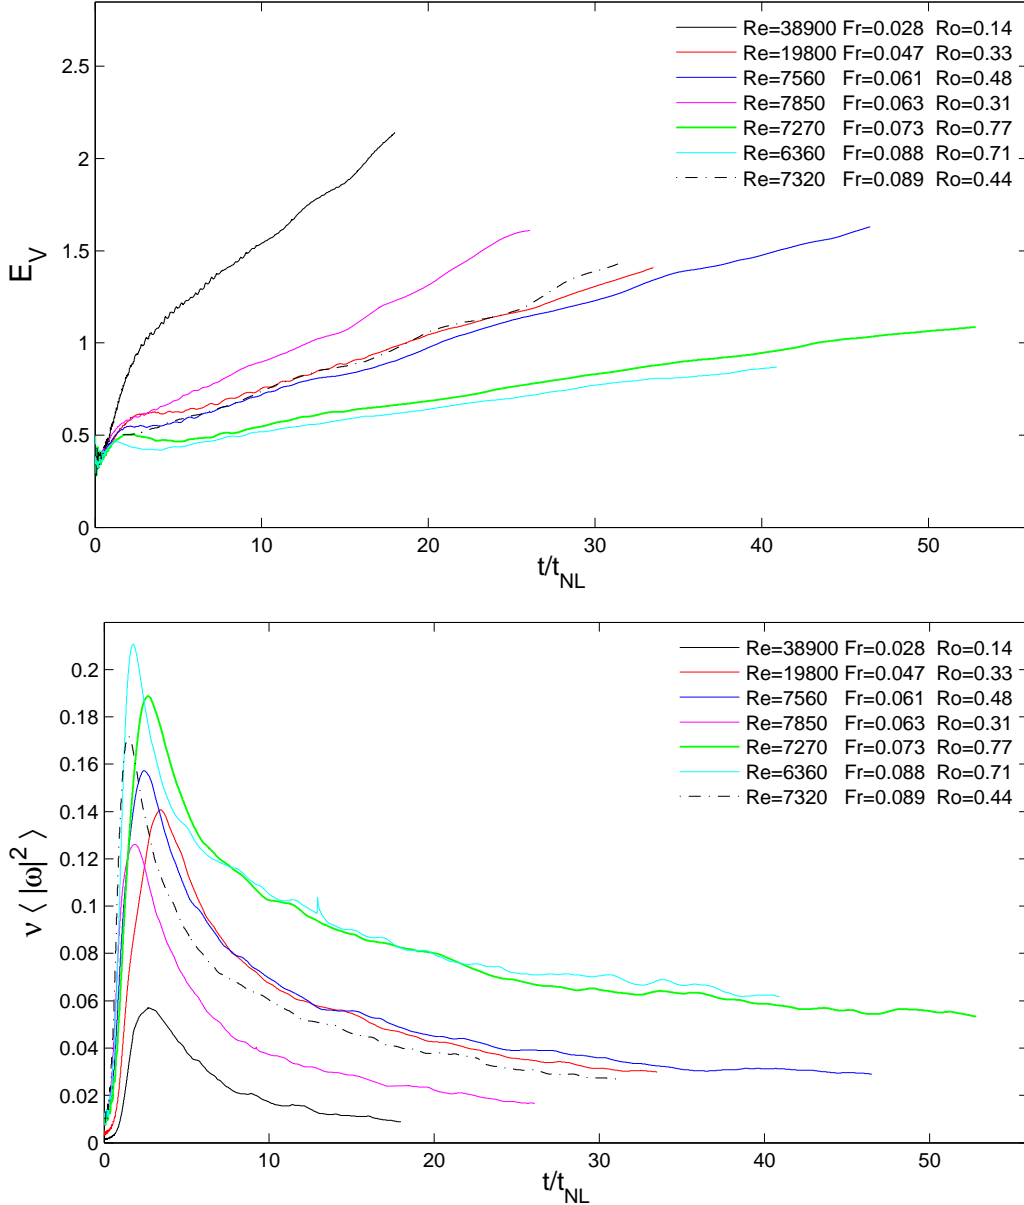 2.5
2
1.5
1
0.5
0
E_V
Re=38900 Fr=0.028 Ro=0.14
Re=19800 Fr=0.047 Ro=0.33
Re=7560 Fr=0.061 Ro=0.48
Re=7850 Fr=0.063 Ro=0.31
Re=7270 Fr=0.073 Ro=0.77
Re=6360 Fr=0.088 Ro=0.71
Re=7320 Fr=0.089 Ro=0.44
0 10 20 30 40 50
t/t_NL
0.2
0.18
0.16
0.14
0.12
0.1
0.08
0.06
0.04
0.02
0
ν ⟨ |ω|² ⟩
Re=38900 Fr=0.028 Ro=0.14
Re=19800 Fr=0.047 Ro=0.33
Re=7560 Fr=0.061 Ro=0.48
Re=7850 Fr=0.063 Ro=0.31
Re=7270 Fr=0.073 Ro=0.77
Re=6360 Fr=0.088 Ro=0.71
Re=7320 Fr=0.089 Ro=0.44
0 10 20 30 40 50
t/t_NL